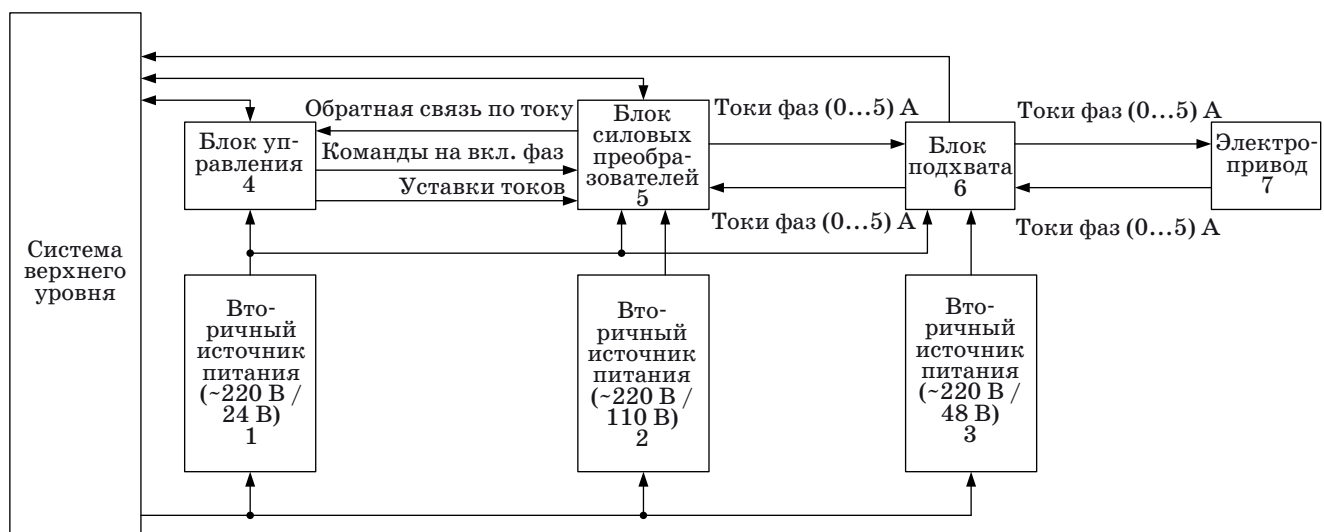 Система
верхнего
уровня
Обратная связь по току
Команды на вкл. фаз
Уставки токов
Блок уп-
равления
4
Блок
силовых
преобра-
зователей
5
Токи фаз (0...5) А
Токи фаз (0...5) А
Блок
подхвата
6
Токи фаз (0...5) А
Токи фаз (0...5) А
Электро-
привод
7
Вто-
ричный
источник
питания
(~220 В /
24 В)
1
Вто-
ричный
источник
питания
(~220 В /
110 В)
2
Вто-
ричный
источник
питания
(~220 В /
48 В)
3